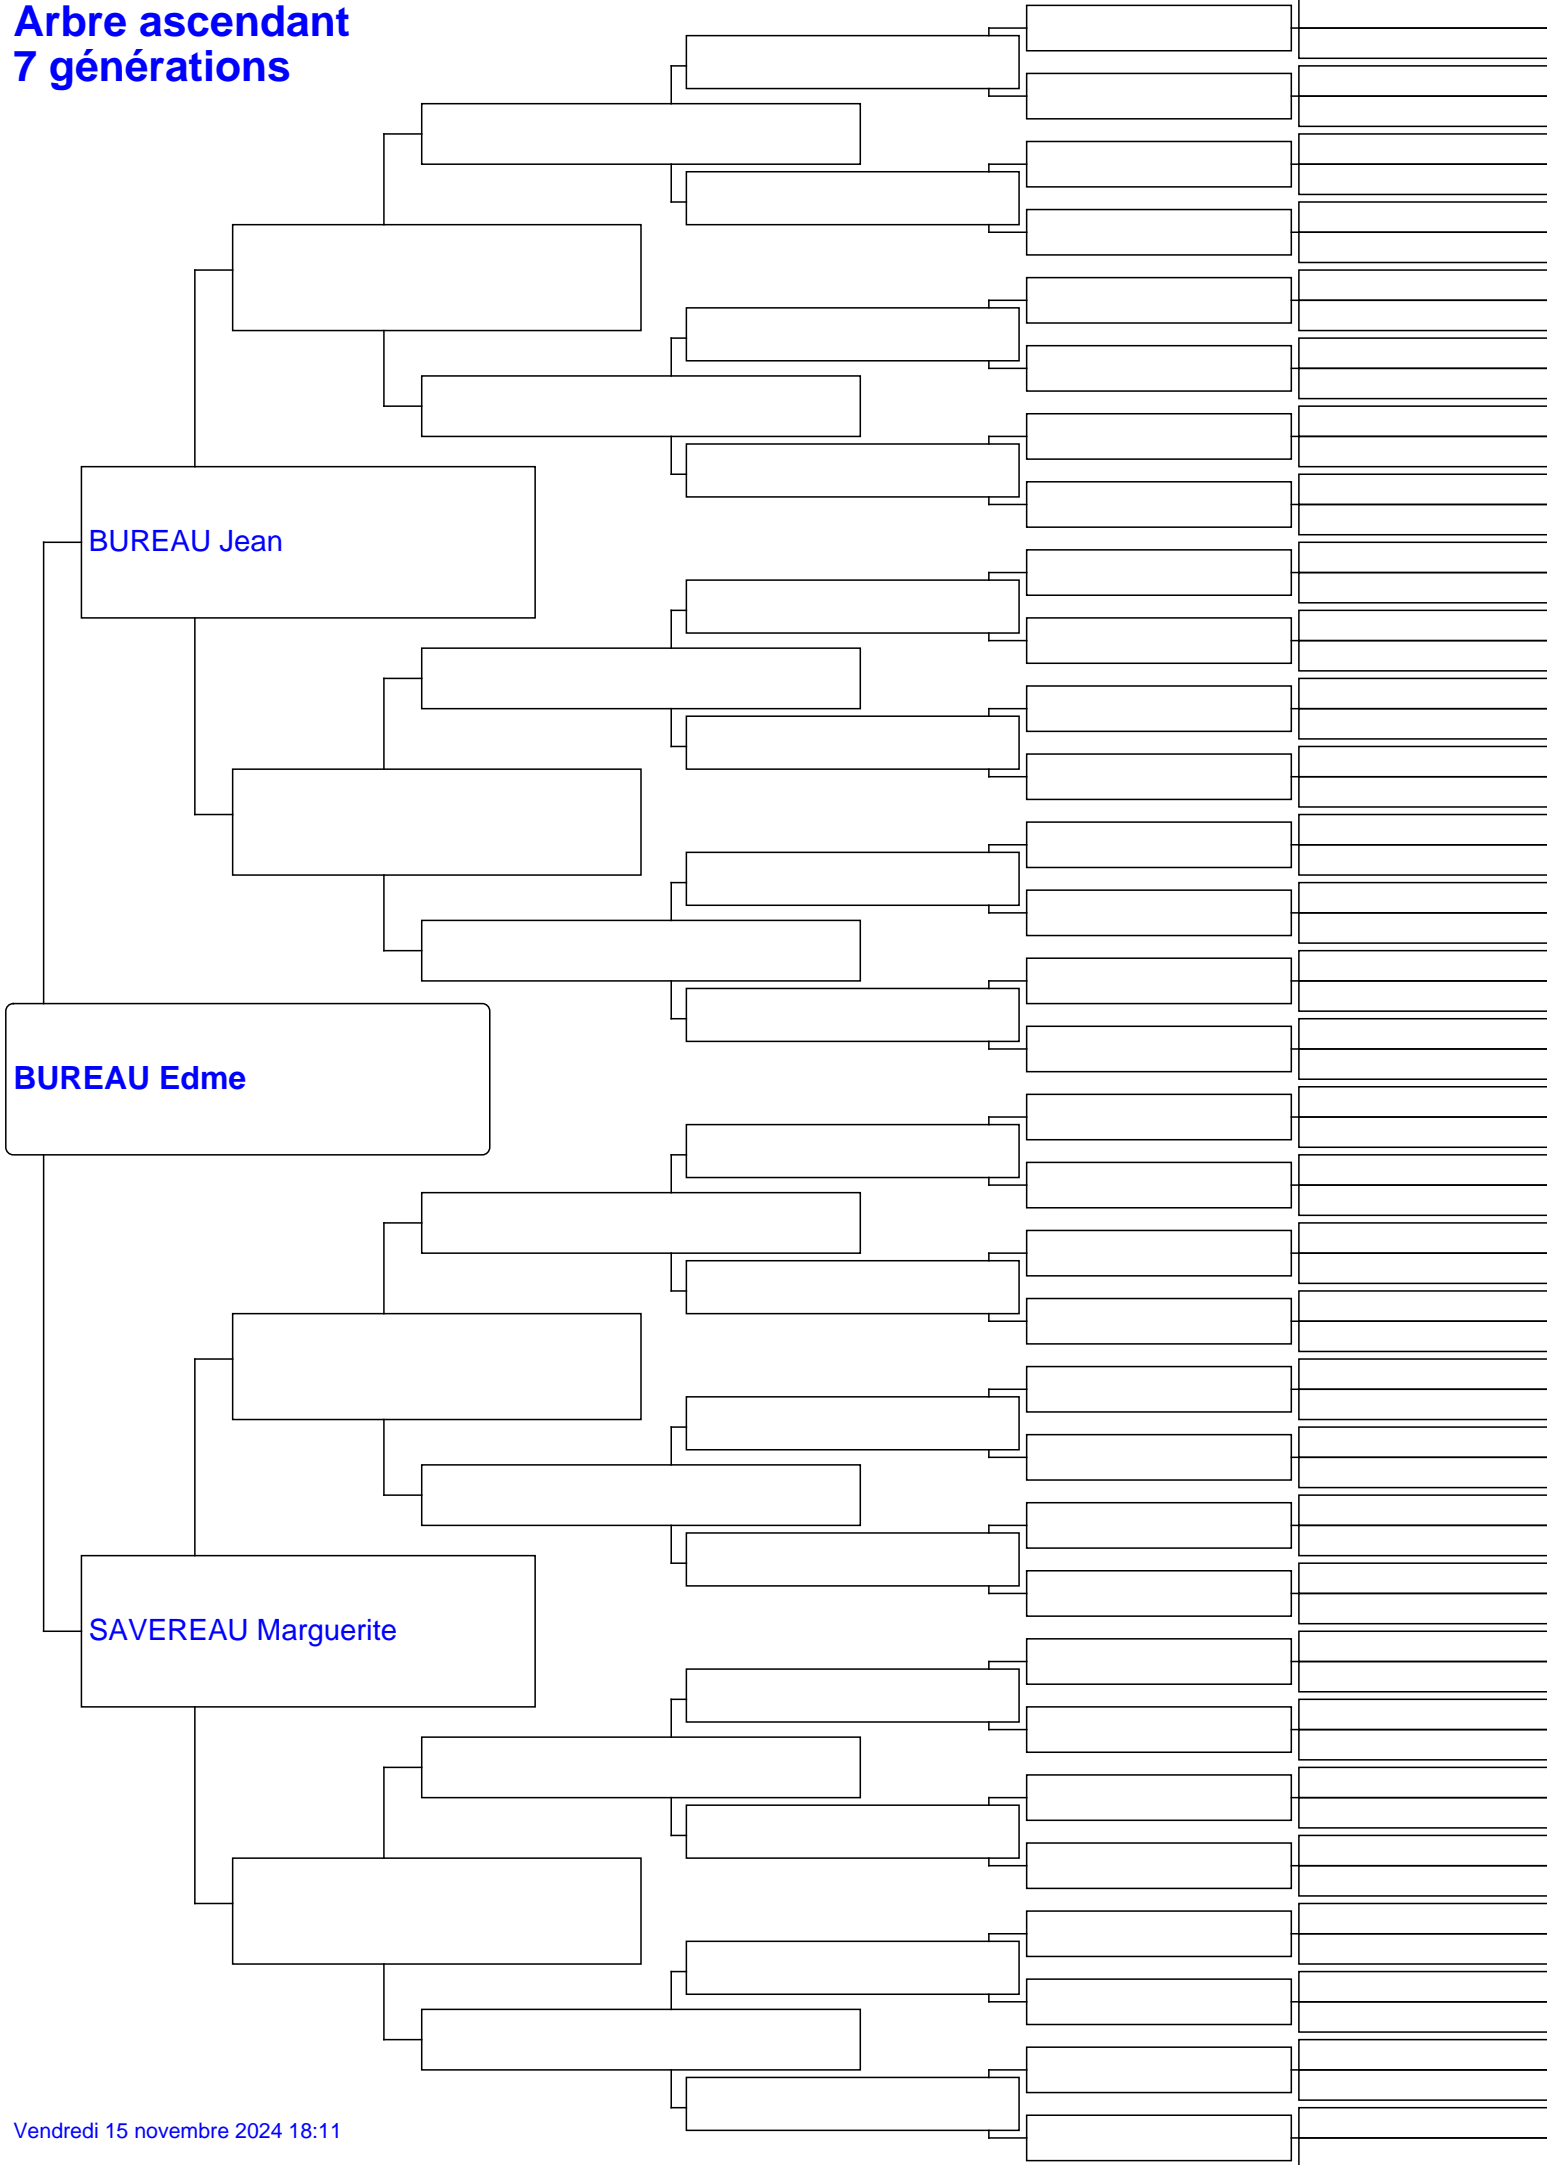 Arbre ascendant
7 générations
BUREAU Jean
BUREAU Edme
SAVEREAU Marguerite
Vendredi 15 novembre 2024 18:11